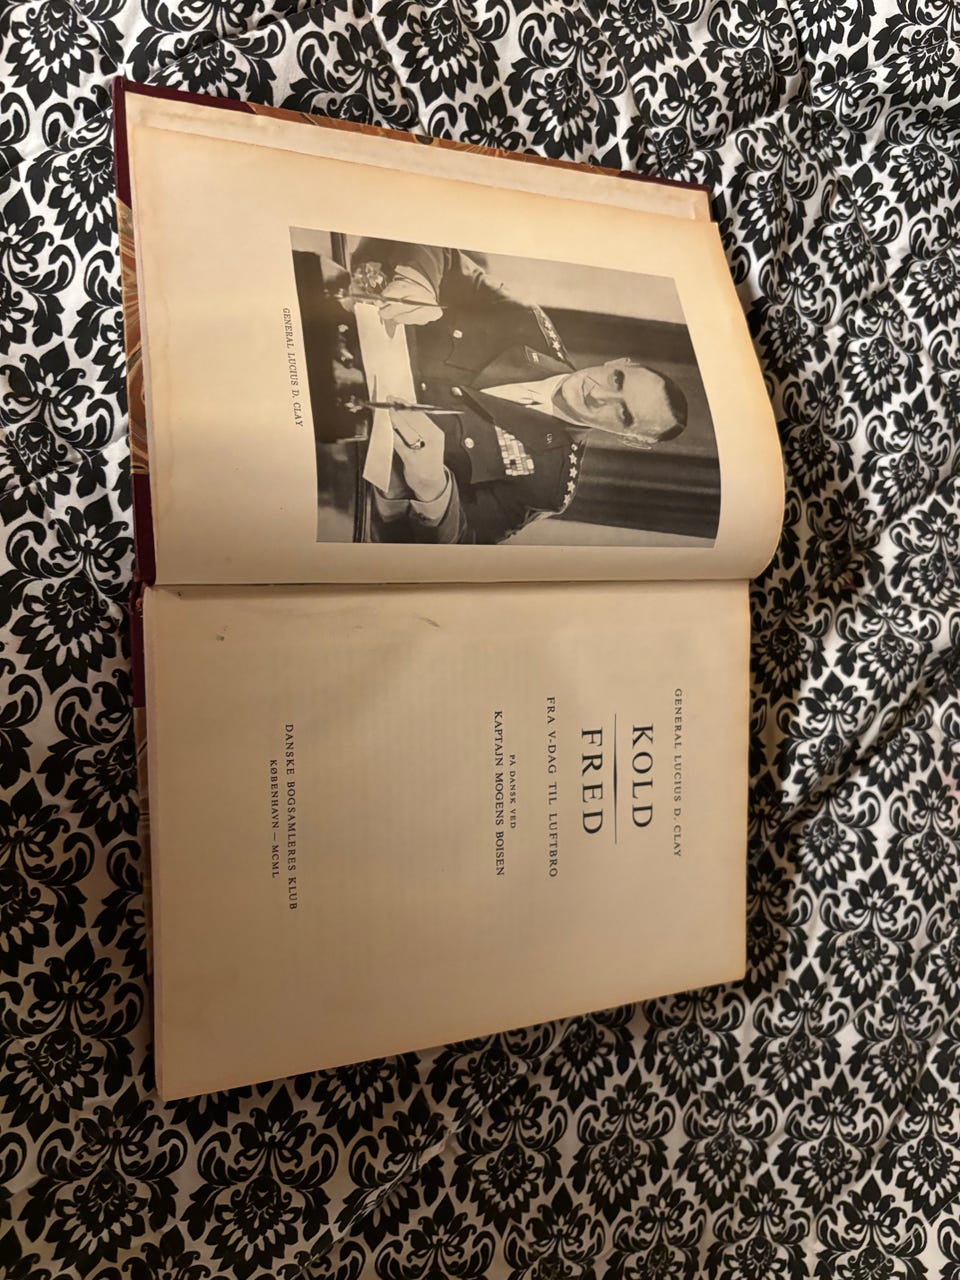 GENERAL LUCIUS D. CLAY
GENERAL LUCIUS D. CLAY
KOLD
FRED
FRA V-DAG TIL LUFTBRO
PÅ DANSK VED
KAPTAJN MOGENS BOISEN
DANSKE BOGSAMLERES KLUB
KØBENHAVN — MCML